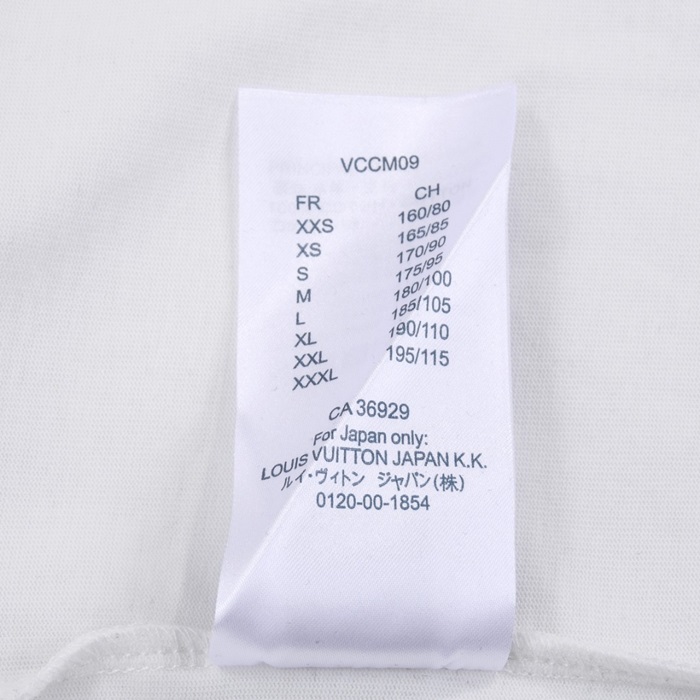 VCCM09
FR CH
XXS 160/80
XS 165/85
S 170/90
M 175/95
L 180/100
XL 185/105
XXL 190/110
XXXL 195/115
CA 36929
For Japan only:
LOUIS VUITTON JAPAN K.K.
ルイ・ヴィトン ジャパン(株)
0120-00-1854